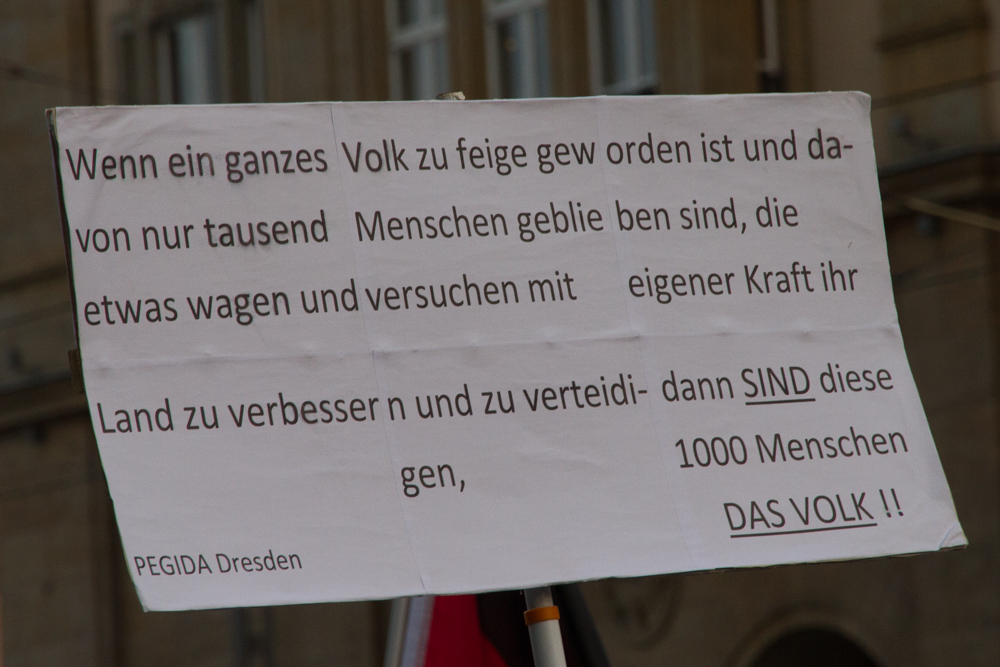 Wenn ein ganzes Volk zu feige gew orden ist und da-
von nur tausend Menschen geblie ben sind, die
etwas wagen und versuchen mit eigener Kraft ihr
Land zu verbesser n und zu verteidi- dann SIND diese
gen, 1000 Menschen
DAS VOLK !!
PEGIDA Dresden